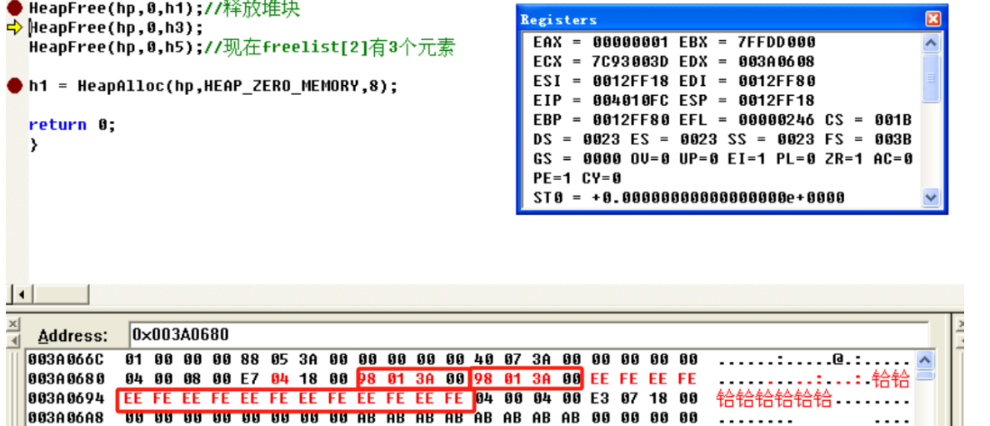 HeapFree(hp,0,h1);//释放堆块
HeapFree(hp,0,h3);
HeapFree(hp,0,h5);//现在freelist[2]有3个元素
h1 = HeapAlloc(hp,HEAP_ZERO_MEMORY,8);
return 0;
}
Registers
EAX = 00000001 EBX = 7FFDD000
ECX = 7C93003D EDX = 003A0608
ESI = 0012FF18 EDI = 0012FF80
EIP = 004010FC ESP = 0012FF18
EBP = 0012FF80 EFL = 00000246 CS = 001B
DS = 0023 ES = 0023 SS = 0023 FS = 003B
GS = 0000 OV=0 UP=0 EI=1 PL=0 ZR=1 AC=0
PE=1 CY=0
ST0 = +0.00000000000000000e+0000
Address: 0x003A0680
003A066C 01 00 00 00 88 05 3A 00 00 00 00 00 40 07 3A 00 00 00 00 00 ......:.....@.:.....
003A0680 04 00 08 00 E7 04 18 00 98 01 3A 00 98 01 3A 00 EE FE EE FE ..........:...:.铪铪
003A0694 EE FE EE FE EE FE EE FE EE FE EE FE 04 00 04 00 E3 07 18 00 铪铪铪铪铪铪........
003A06A8 00 00 00 00 00 00 00 00 AB AB AB AB AB AB AB AB 00 00 00 00 ........ ....